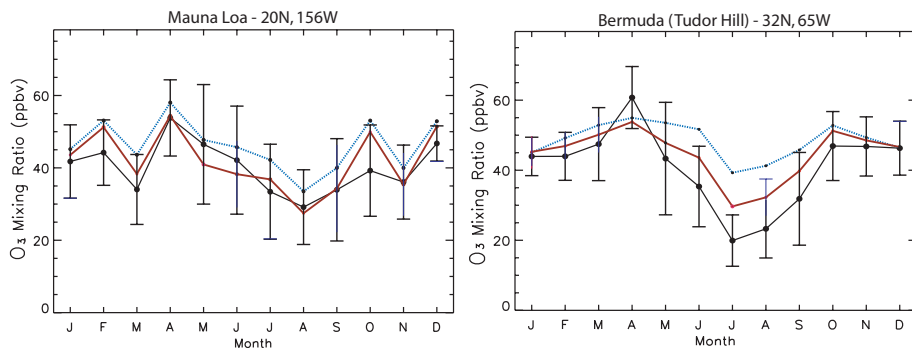 Mauna Loa - 20N, 156W
O₃ Mixing Ratio (ppbv)
60
40
20
0
J F M A M J J A S O N D
Month
Bermuda (Tudor Hill) - 32N, 65W
O₃ Mixing Ratio (ppbv)
60
40
20
0
J F M A M J J A S O N D
Month